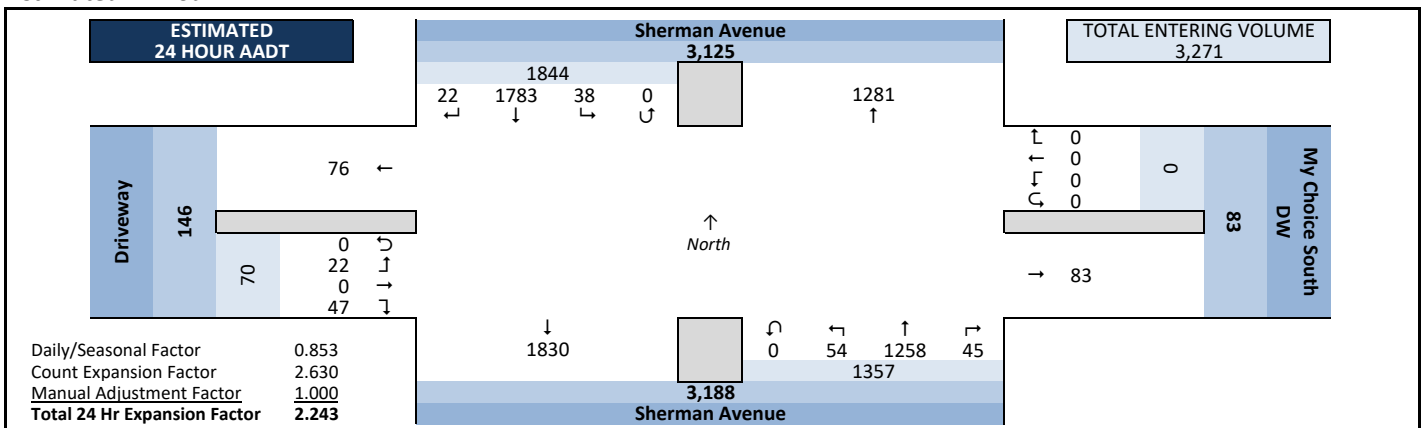 ESTIMATED
24 HOUR AADT
Sherman Avenue
3,125
TOTAL ENTERING VOLUME
3,271
1844
22 1783 38 0
↵ ↓ ↳ ↺
1281
↑
76 ←
Driveway
146
70
0 ↺
22 ↰
0 →
47 ↴
↑
North
↱ 0
← 0
↲ 0
↺ 0
0
83
My Choice South
DW
→ 83
↓
1830
↶ ↰ ↑ ↱
0 54 1258 45
1357
3,188
Sherman Avenue
Daily/Seasonal Factor 0.853
Count Expansion Factor 2.630
Manual Adjustment Factor 1.000
Total 24 Hr Expansion Factor 2.243